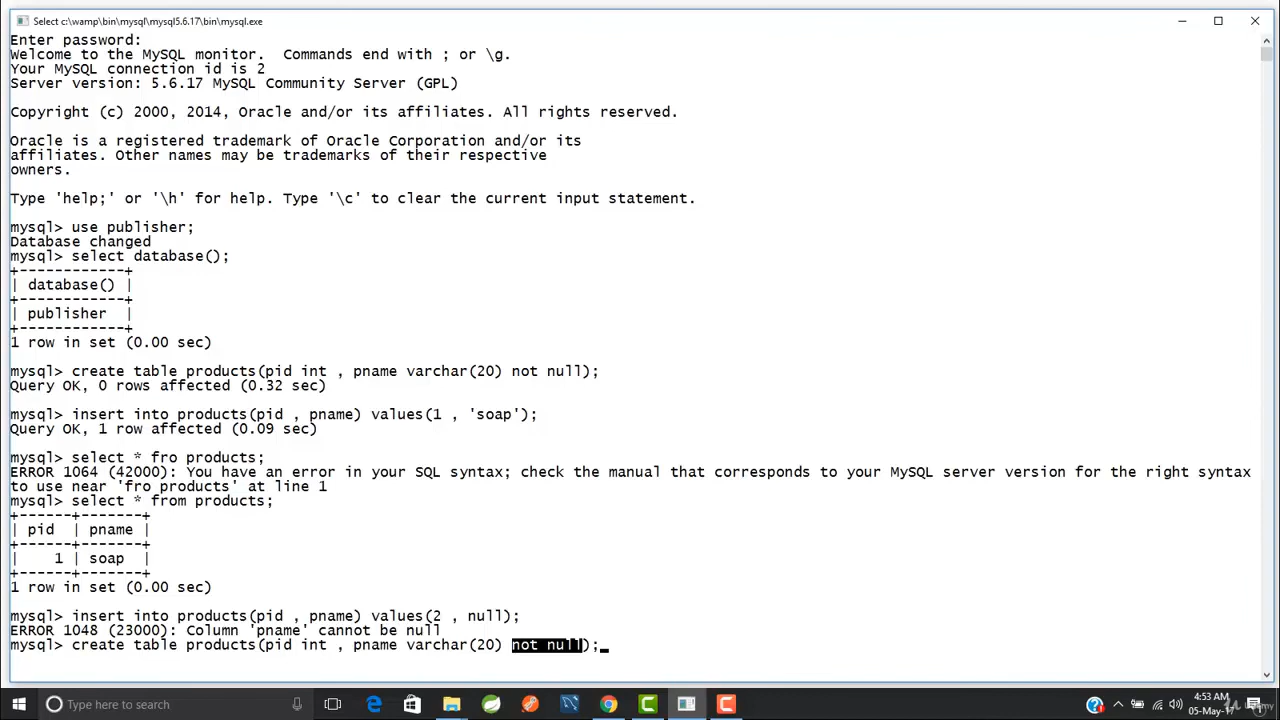 Select c:\wamp\bin\mysql\mysql5.6.17\bin\mysql.exe
Enter password:
Welcome to the MySQL monitor.  Commands end with ; or \g.
Your MySQL connection id is 2
Server version: 5.6.17 MySQL Community Server (GPL)
Copyright (c) 2000, 2014, Oracle and/or its affiliates. All rights reserved.
Oracle is a registered trademark of Oracle Corporation and/or its
affiliates. Other names may be trademarks of their respective
owners.
Type 'help;' or '\h' for help. Type '\c' to clear the current input statement.
mysql> use publisher;
Database changed
mysql> select database();
+------------+
| database() |
+------------+
| publisher  |
+------------+
1 row in set (0.00 sec)
mysql> create table products(pid int , pname varchar(20) not null);
Query OK, 0 rows affected (0.32 sec)
mysql> insert into products(pid , pname) values(1 , 'soap');
Query OK, 1 row affected (0.09 sec)
mysql> select * fro products;
ERROR 1064 (42000): You have an error in your SQL syntax; check the manual that corresponds to your MySQL server version for the right syntax
to use near 'fro products' at line 1
mysql> select * from products;
+------+-------+
| pid  | pname |
+------+-------+
|    1 | soap  |
+------+-------+
1 row in set (0.00 sec)
mysql> insert into products(pid , pname) values(2 , null);
ERROR 1048 (23000): Column 'pname' cannot be null
mysql> create table products(pid int , pname varchar(20) not null);
Type here to search
4:53 AM
05-May-1